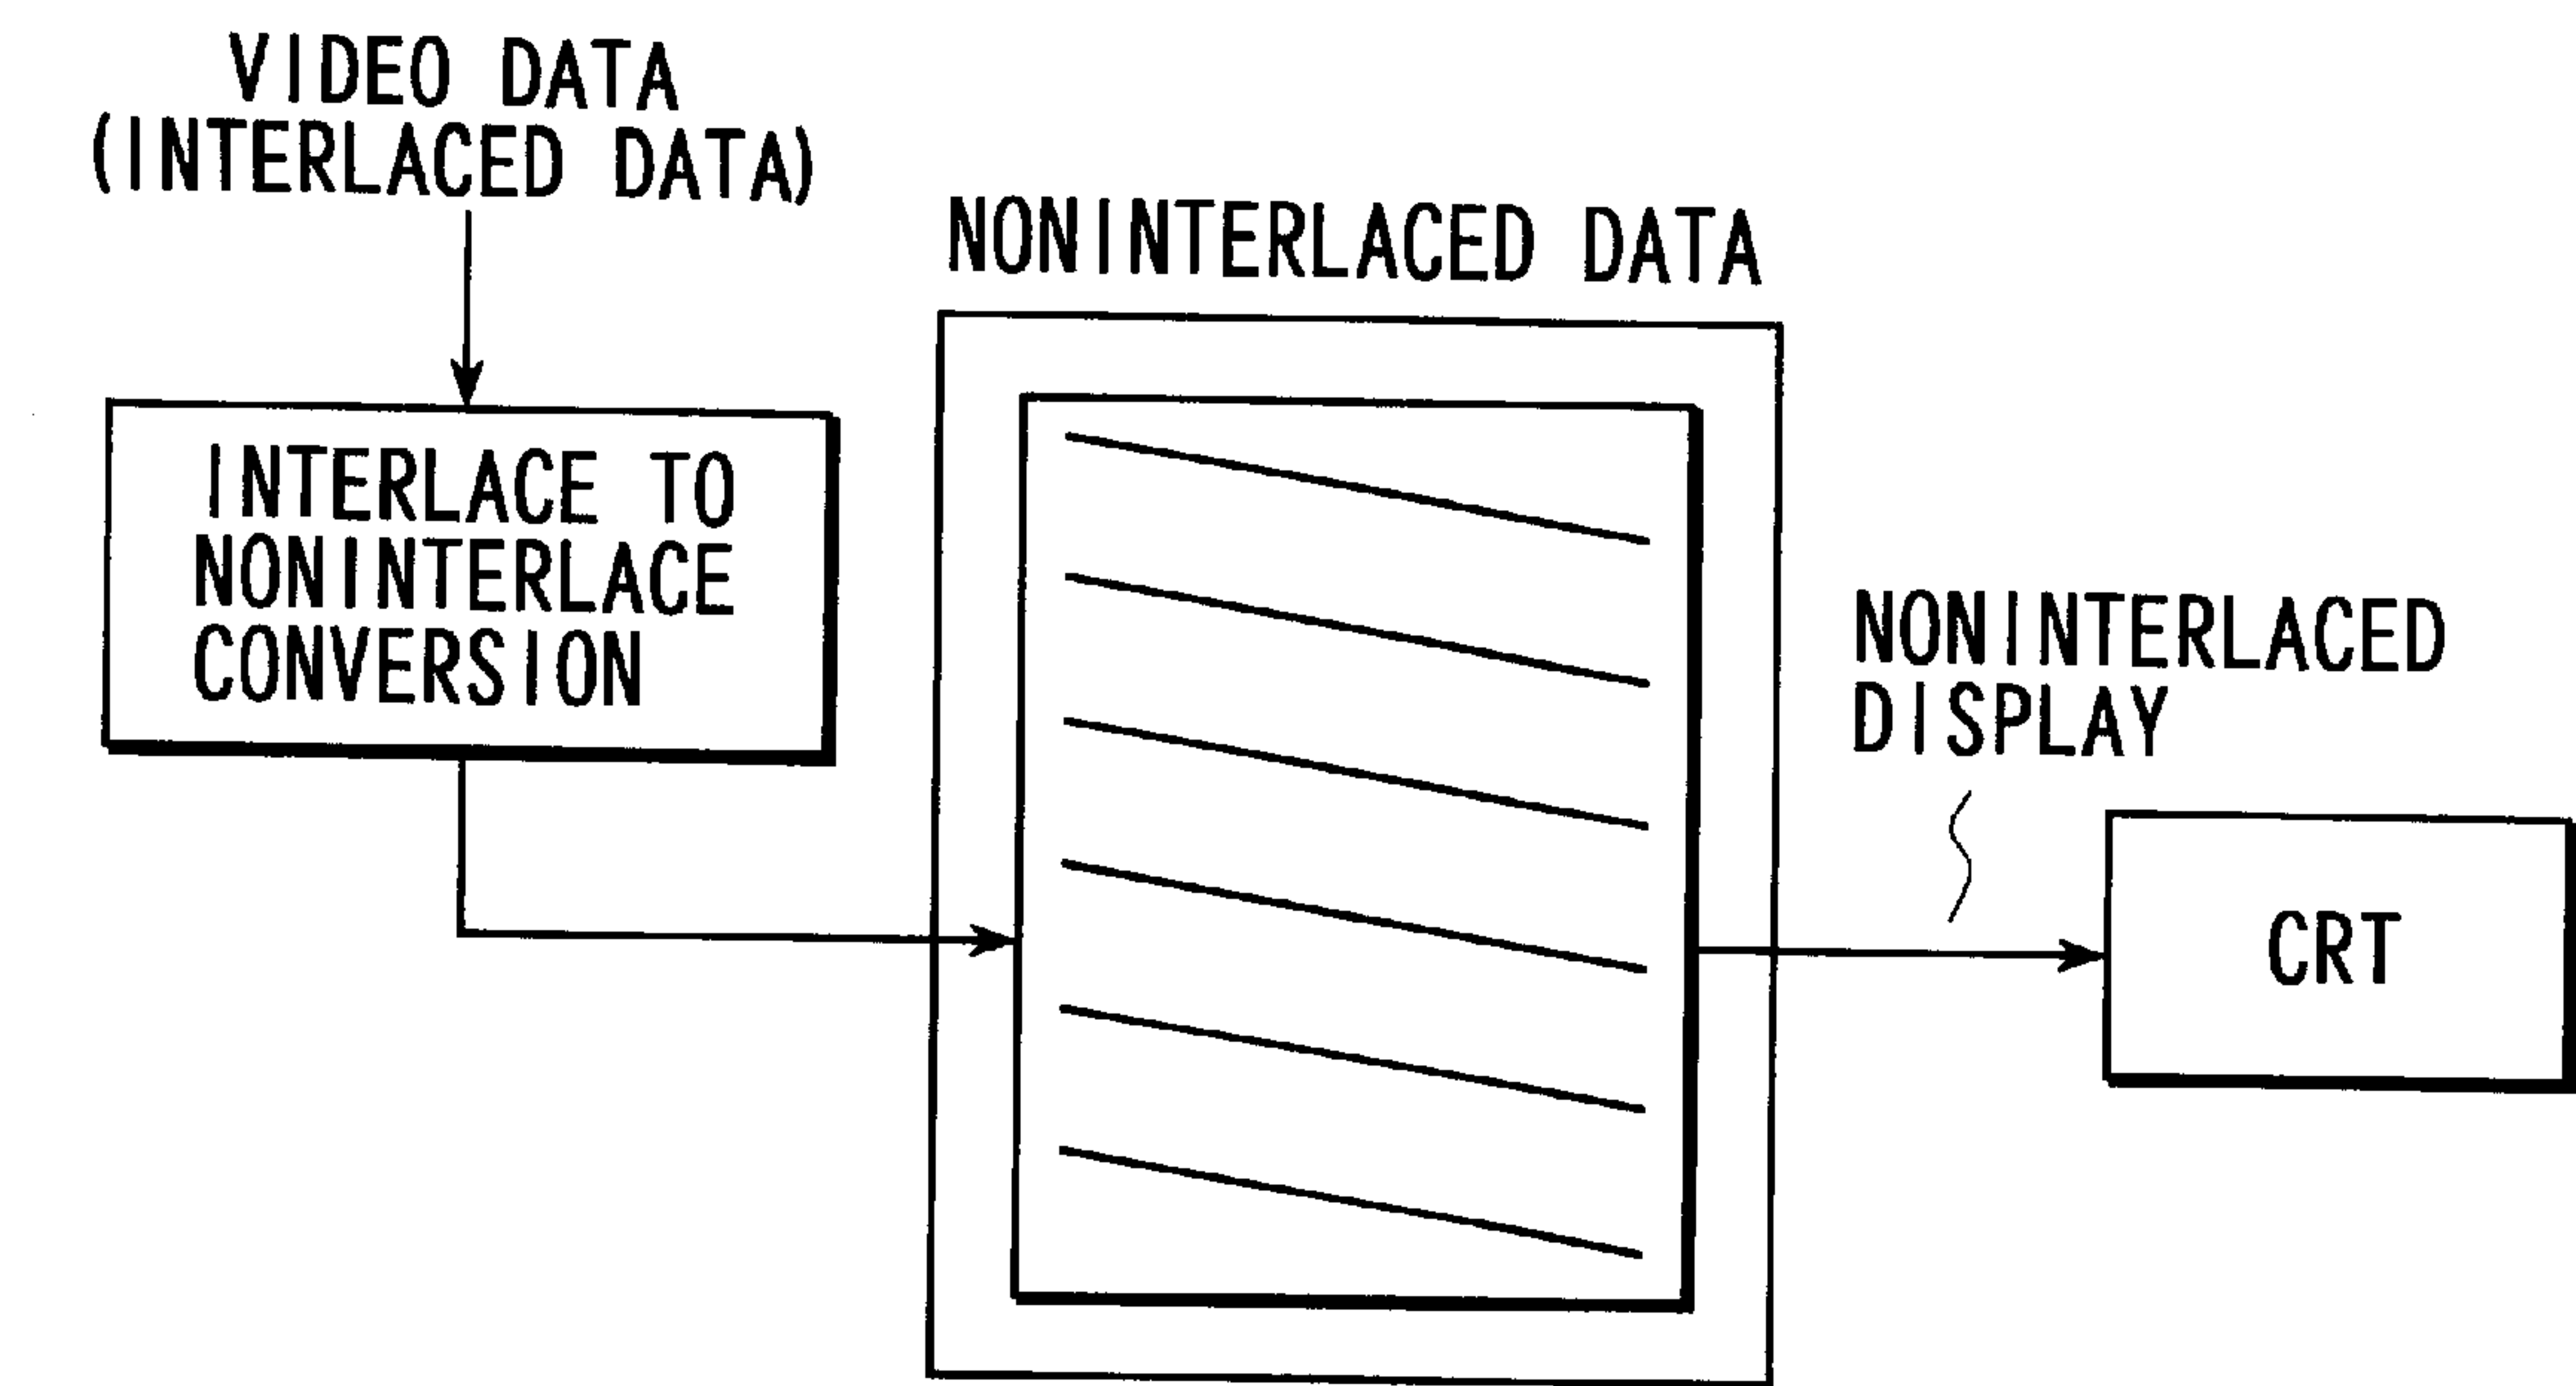 VIDEO DATA
(INTERLACED DATA)
NONINTERLACED DATA
INTERLACE TO
NONINTERLACE
CONVERSION
NONINTERLACED
DISPLAY
CRT